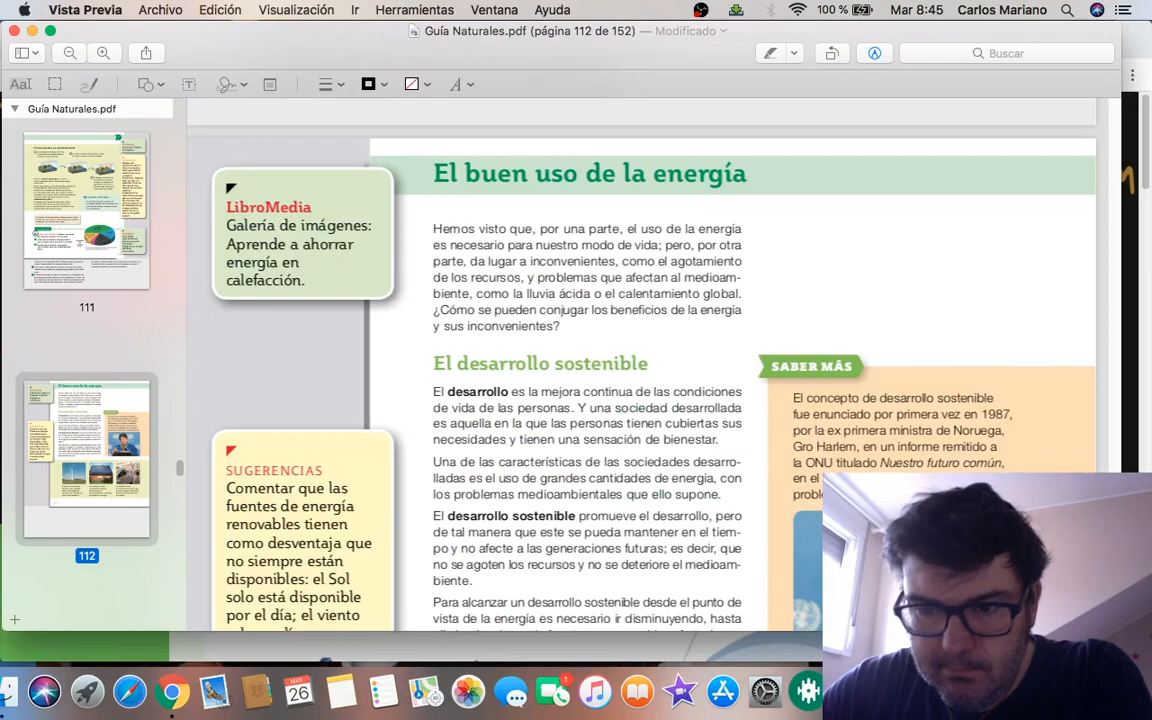 Vista Previa Archivo Edición Visualización Ir Herramientas Ventana Ayuda 100 % Mar 8:45 Carlos Mariano
Guía Naturales.pdf (página 112 de 152) — Modificado
Buscar
Guía Naturales.pdf
111
112
LibroMedia
Galería de imágenes:
Aprende a ahorrar
energía en
calefacción.
SUGERENCIAS
Comentar que las
fuentes de energía
renovables tienen
como desventaja que
no siempre están
disponibles: el Sol
solo está disponible
por el día; el viento
El buen uso de la energía
Hemos visto que, por una parte, el uso de la energía
es necesario para nuestro modo de vida; pero, por otra
parte, da lugar a inconvenientes, como el agotamiento
de los recursos, y problemas que afectan al medioam-
biente, como la lluvia ácida o el calentamiento global.
¿Cómo se pueden conjugar los beneficios de la energía
y sus inconvenientes?
El desarrollo sostenible
El desarrollo es la mejora continua de las condiciones
de vida de las personas. Y una sociedad desarrollada
es aquella en la que las personas tienen cubiertas sus
necesidades y tienen una sensación de bienestar.
Una de las características de las sociedades desarro-
lladas es el uso de grandes cantidades de energía, con
los problemas medioambientales que ello supone.
El desarrollo sostenible promueve el desarrollo, pero
de tal manera que este se pueda mantener en el tiem-
po y no afecte a las generaciones futuras; es decir, que
no se agoten los recursos y no se deteriore el medioam-
biente.
Para alcanzar un desarrollo sostenible desde el punto de
vista de la energía es necesario ir disminuyendo, hasta
SABER MÁS
El concepto de desarrollo sostenible
fue enunciado por primera vez en 1987,
por la ex primera ministra de Noruega,
Gro Harlem, en un informe remitido a
la ONU titulado Nuestro futuro común,
en el
MAY
26
1